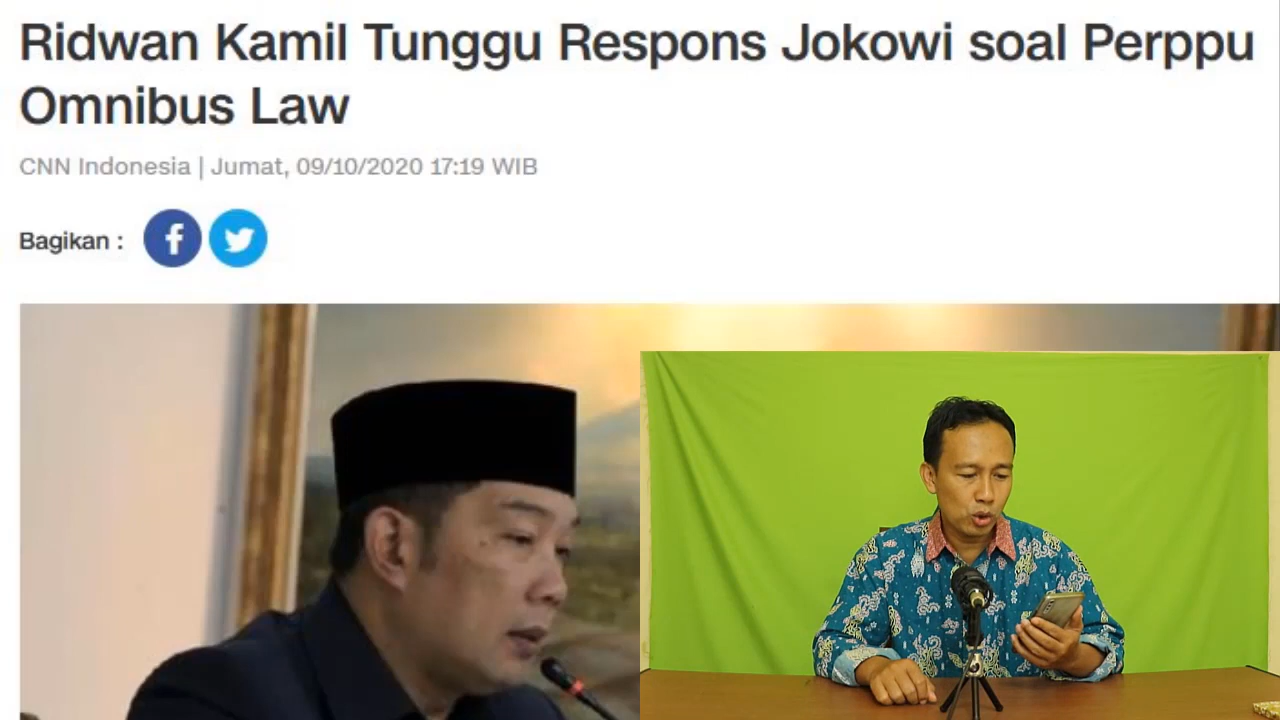 Ridwan Kamil Tunggu Respons Jokowi soal Perppu
Omnibus Law
CNN Indonesia | Jumat, 09/10/2020 17:19 WIB
Bagikan :